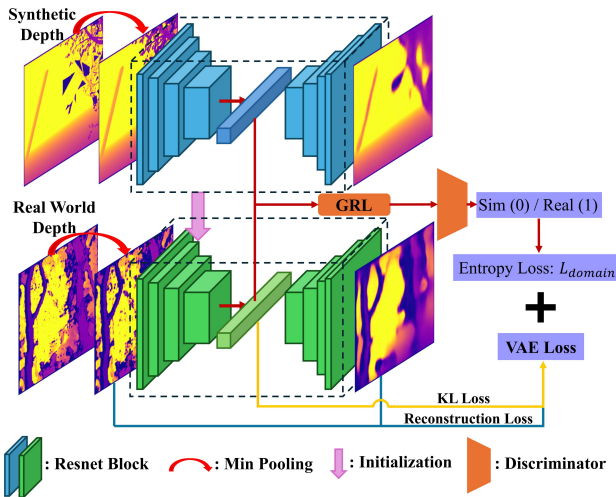 Synthetic
Depth
GRL
Sim (0) / Real (1)
Real World
Depth
Entropy Loss: L_domain
+
VAE Loss
KL Loss
Reconstruction Loss
: Resnet Block
: Min Pooling
: Initialization
: Discriminator